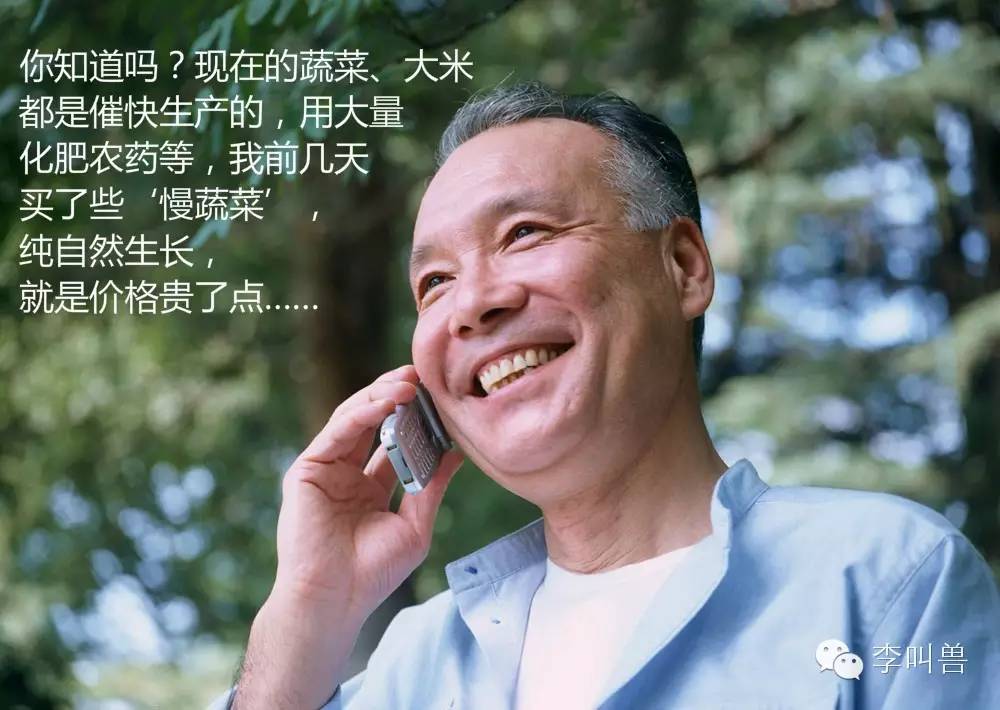 你知道吗？现在的蔬菜、大米
都是催快生产的，用大量
化肥农药等，我前几天
买了些‘慢蔬菜’，
纯自然生长，
就是价格贵了点……
李叫兽